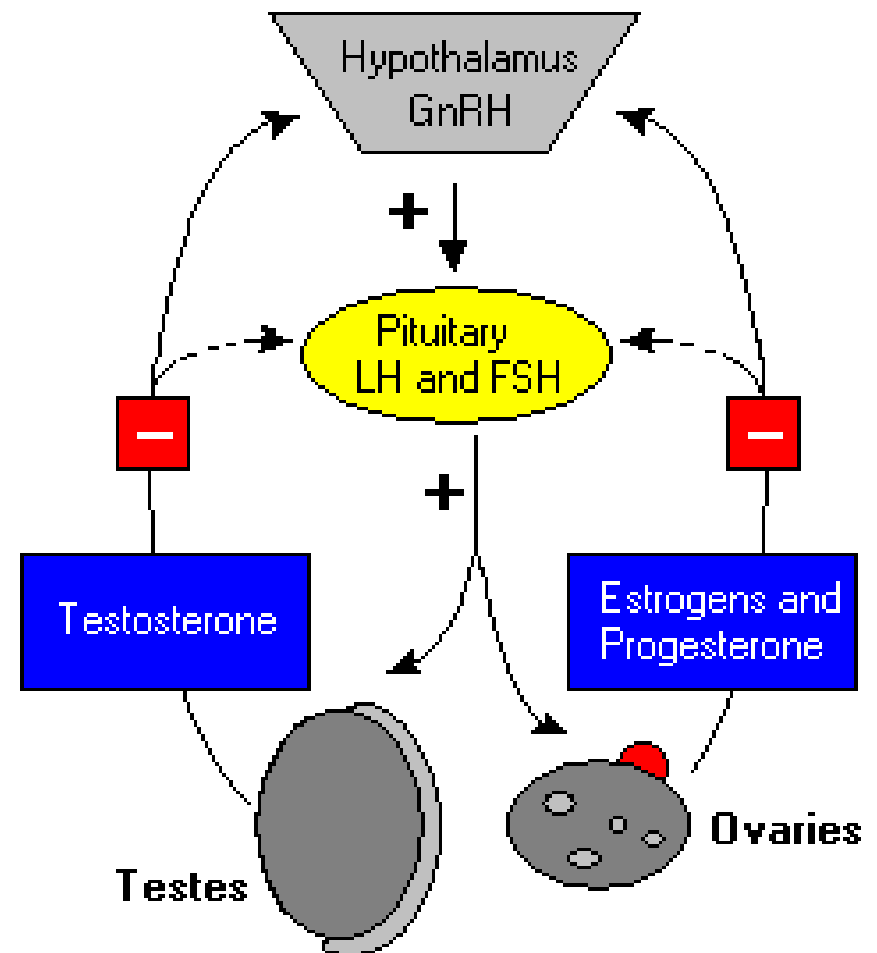 Hypothalamus
GnRH
+
Pituitary
LH and FSH
−
−
+
Testosterone
Estrogens and
Progesterone
Ovaries
Testes